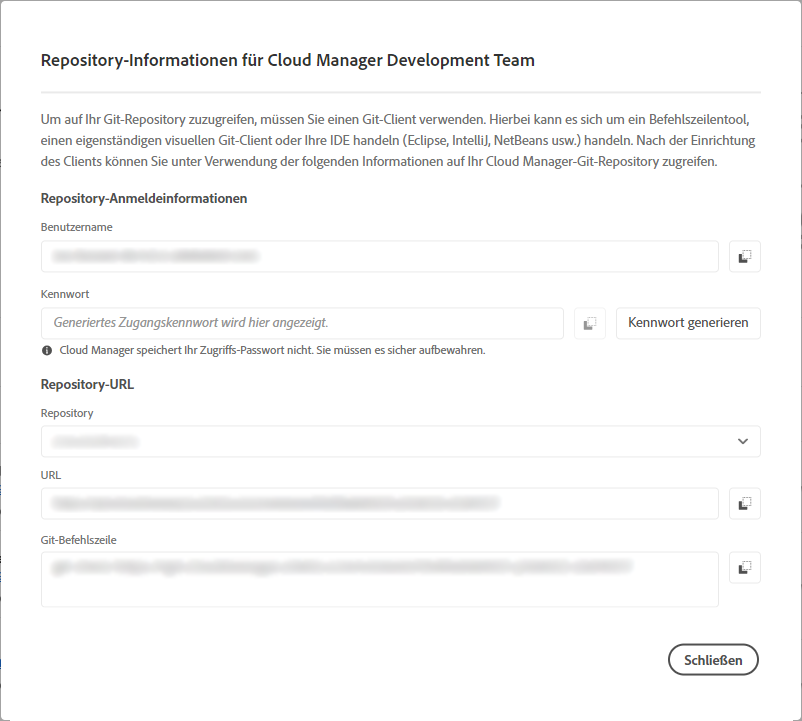 Repository-Informationen für Cloud Manager Development Team
Um auf Ihr Git-Repository zuzugreifen, müssen Sie einen Git-Client verwenden. Hierbei kann es sich um ein Befehlszeilentool,
einen eigenständigen visuellen Git-Client oder Ihre IDE handeln (Eclipse, IntelliJ, NetBeans usw.) handeln. Nach der Einrichtung
des Clients können Sie unter Verwendung der folgenden Informationen auf Ihr Cloud Manager-Git-Repository zugreifen.
Repository-Anmeldeinformationen
Benutzername
Kennwort
Generiertes Zugangskennwort wird hier angezeigt.
Kennwort generieren
Cloud Manager speichert Ihr Zugriffs-Passwort nicht. Sie müssen es sicher aufbewahren.
Repository-URL
Repository
URL
Git-Befehlszeile
Schließen